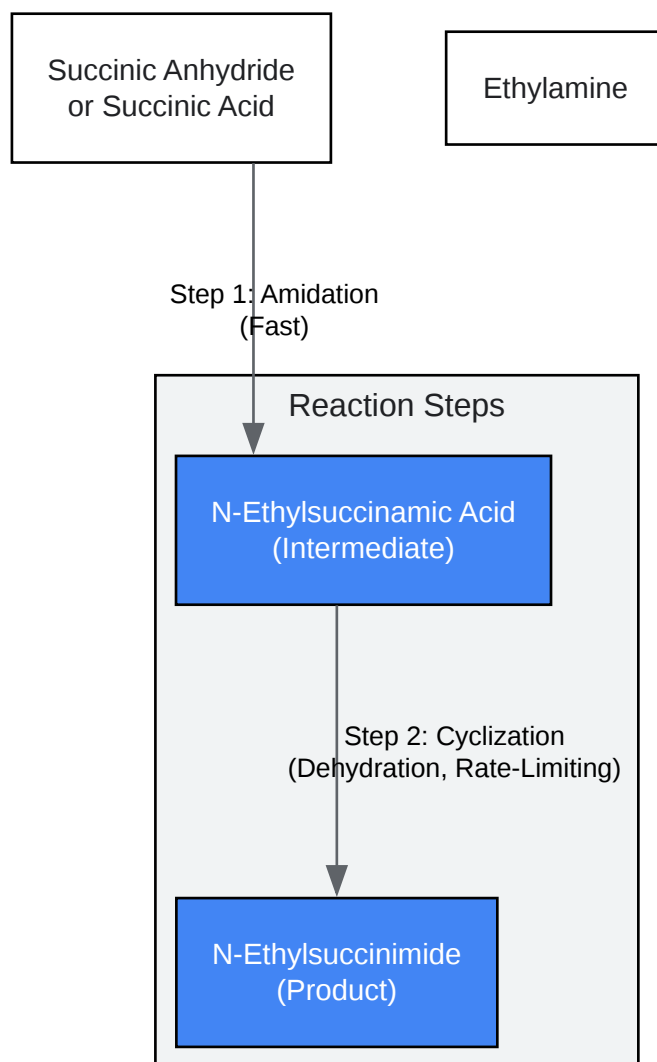 Succinic Anhydride
or Succinic Acid
Ethylamine
Step 1: Amidation
(Fast)
Reaction Steps
N-Ethylsuccinamic Acid
(Intermediate)
Step 2: Cyclization
(Dehydration, Rate-Limiting)
N-Ethylsuccinimide
(Product)